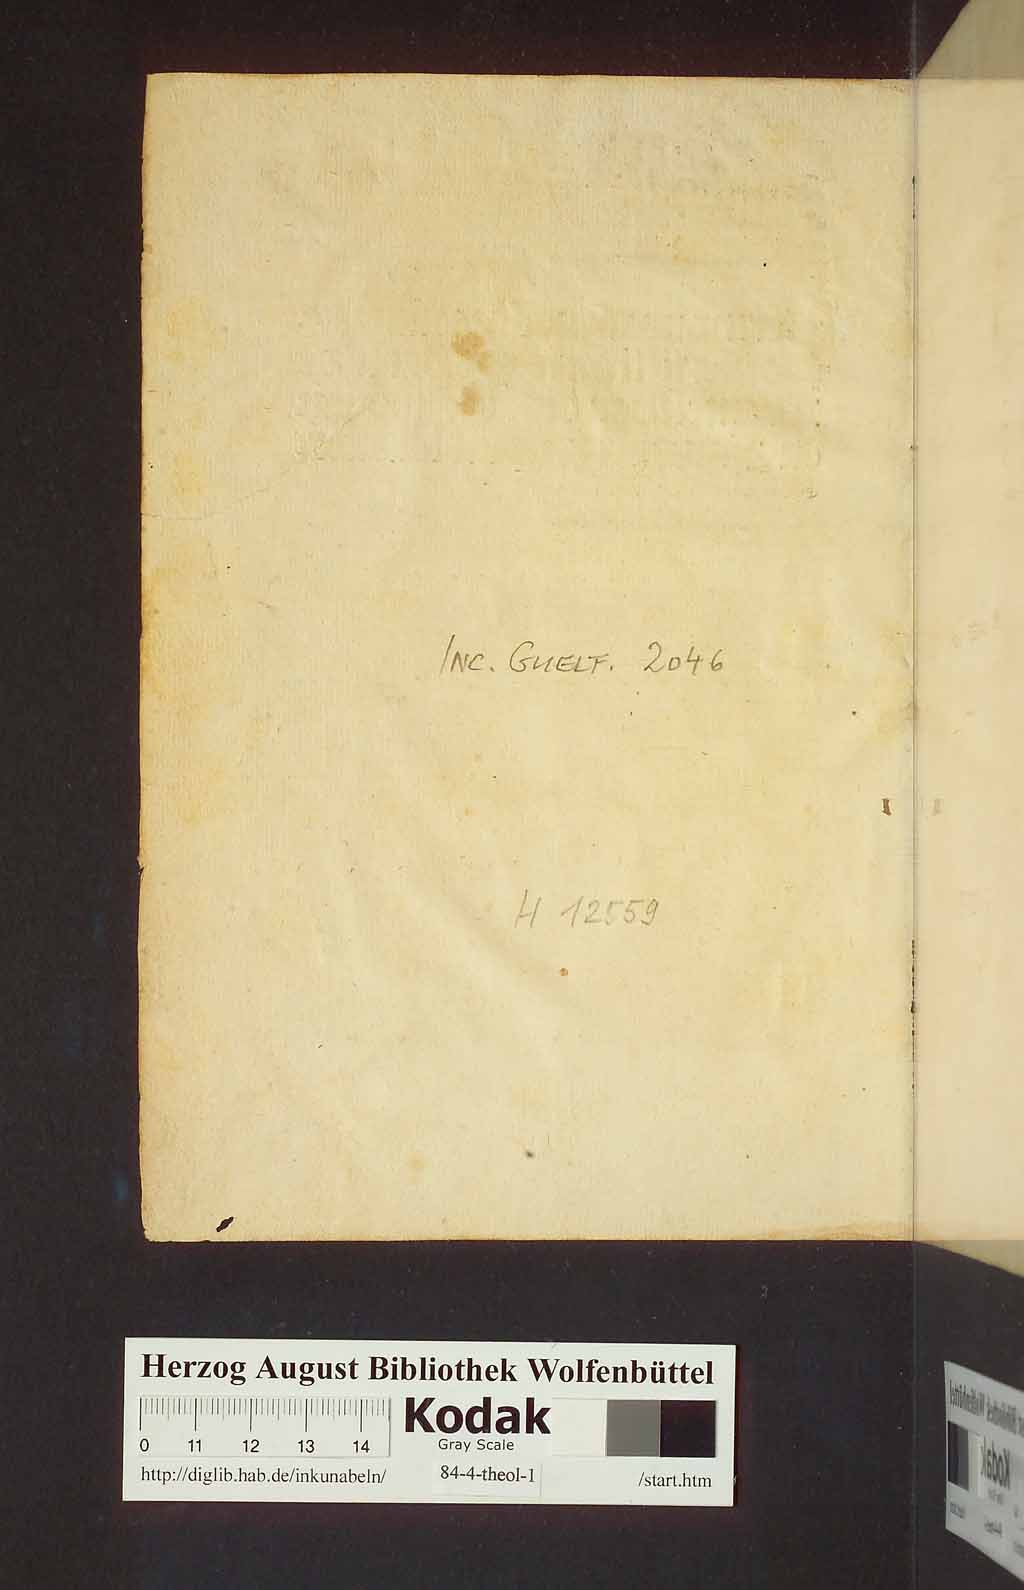 INC. GUELF. 2046
H 12559
Herzog August Bibliothek Wolfenbüttel
Kodak
0 11 12 13 14
Gray Scale
http://diglib.hab.de/inkunabeln/ 84-4-theol-1 /start.htm
Kodak